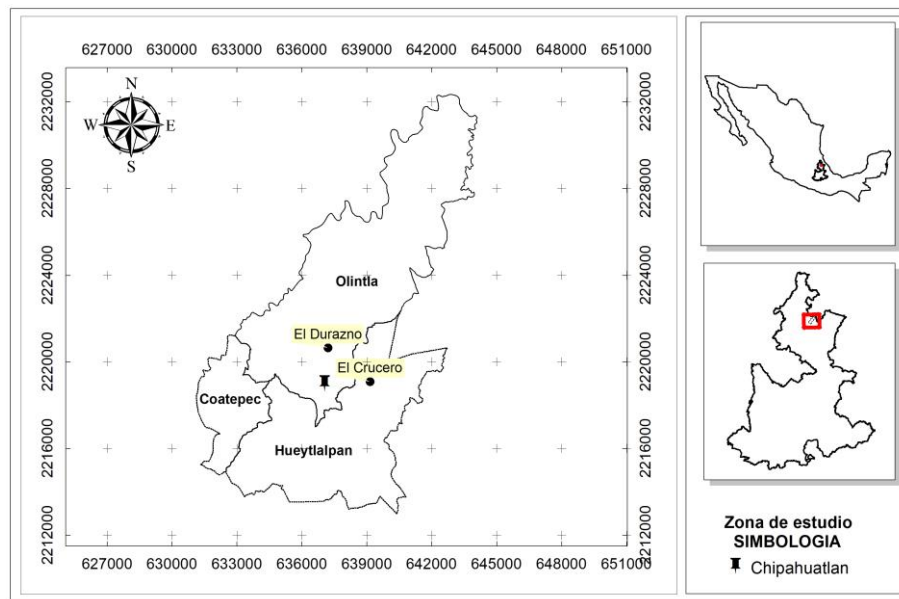 627000 630000 633000 636000 639000 642000 645000 651000
N
W E
S
2232000
2228000
2224000
2220000
2216000
2212000
Olintla
El Durazno
El Crucero
Coatepec
Hueytlalpan
2232000
2228000
2224000
2220000
2216000
2212000
627000 630000 633000 636000 639000 642000 645000 651000
Zona de estudio
SIMBOLOGIA
Chipahuatlan